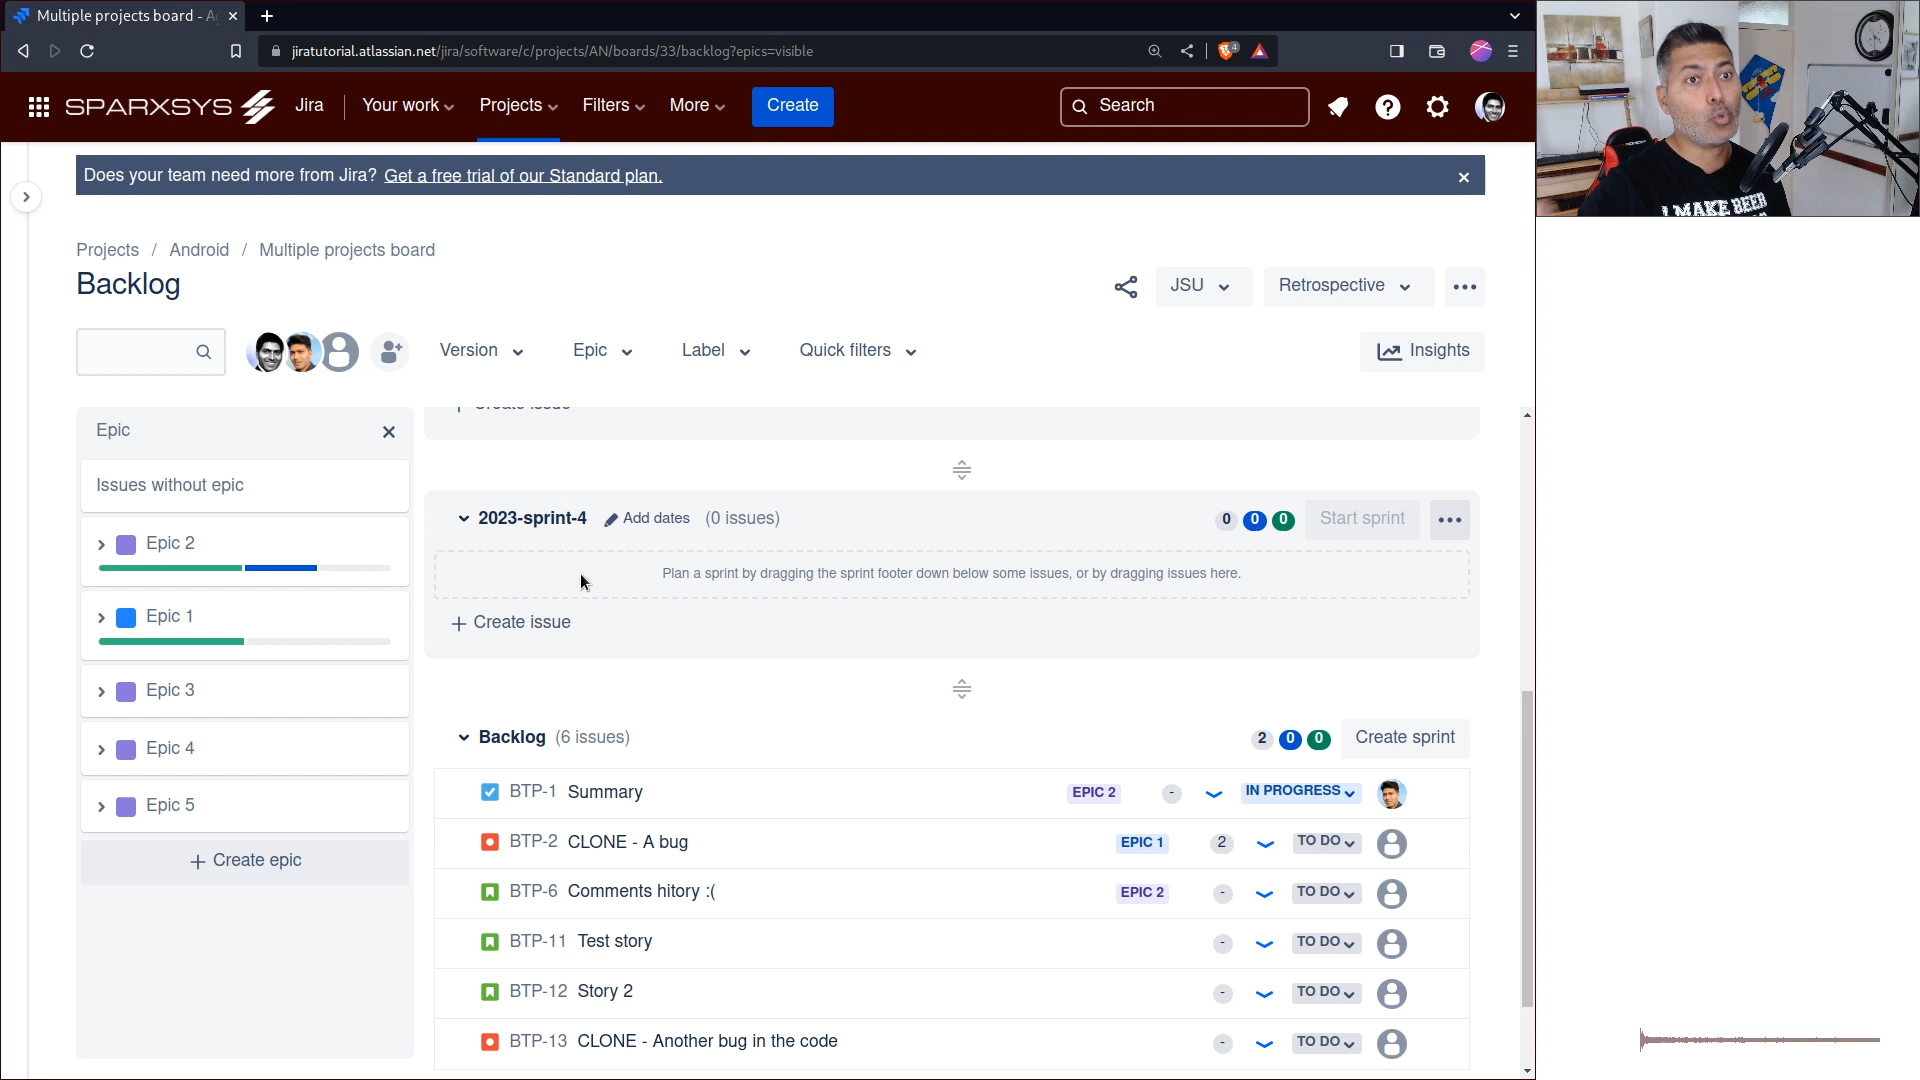 Multiple projects board - A
jiratutorial.atlassian.net/jira/software/c/projects/AN/boards/33/backlog?epics=visible
4
SPARXSYS Jira Your work Projects Filters More Create Search
Does your team need more from Jira? Get a free trial of our Standard plan.
Projects / Android / Multiple projects board
Backlog
JSU Retrospective
Version Epic Label Quick filters Insights
Epic
Issues without epic
Epic 2
Epic 1
Epic 3
Epic 4
Epic 5
+ Create epic
2023-sprint-4 Add dates (0 issues) 0 0 0 Start sprint
Plan a sprint by dragging the sprint footer down below some issues, or by dragging issues here.
+ Create issue
Backlog (6 issues) 2 0 0 Create sprint
BTP-1 Summary EPIC 2 - IN PROGRESS
BTP-2 CLONE - A bug EPIC 1 2 TO DO
BTP-6 Comments hitory :( EPIC 2 - TO DO
BTP-11 Test story - TO DO
BTP-12 Story 2 - TO DO
BTP-13 CLONE - Another bug in the code - TO DO
I MAKE BEER